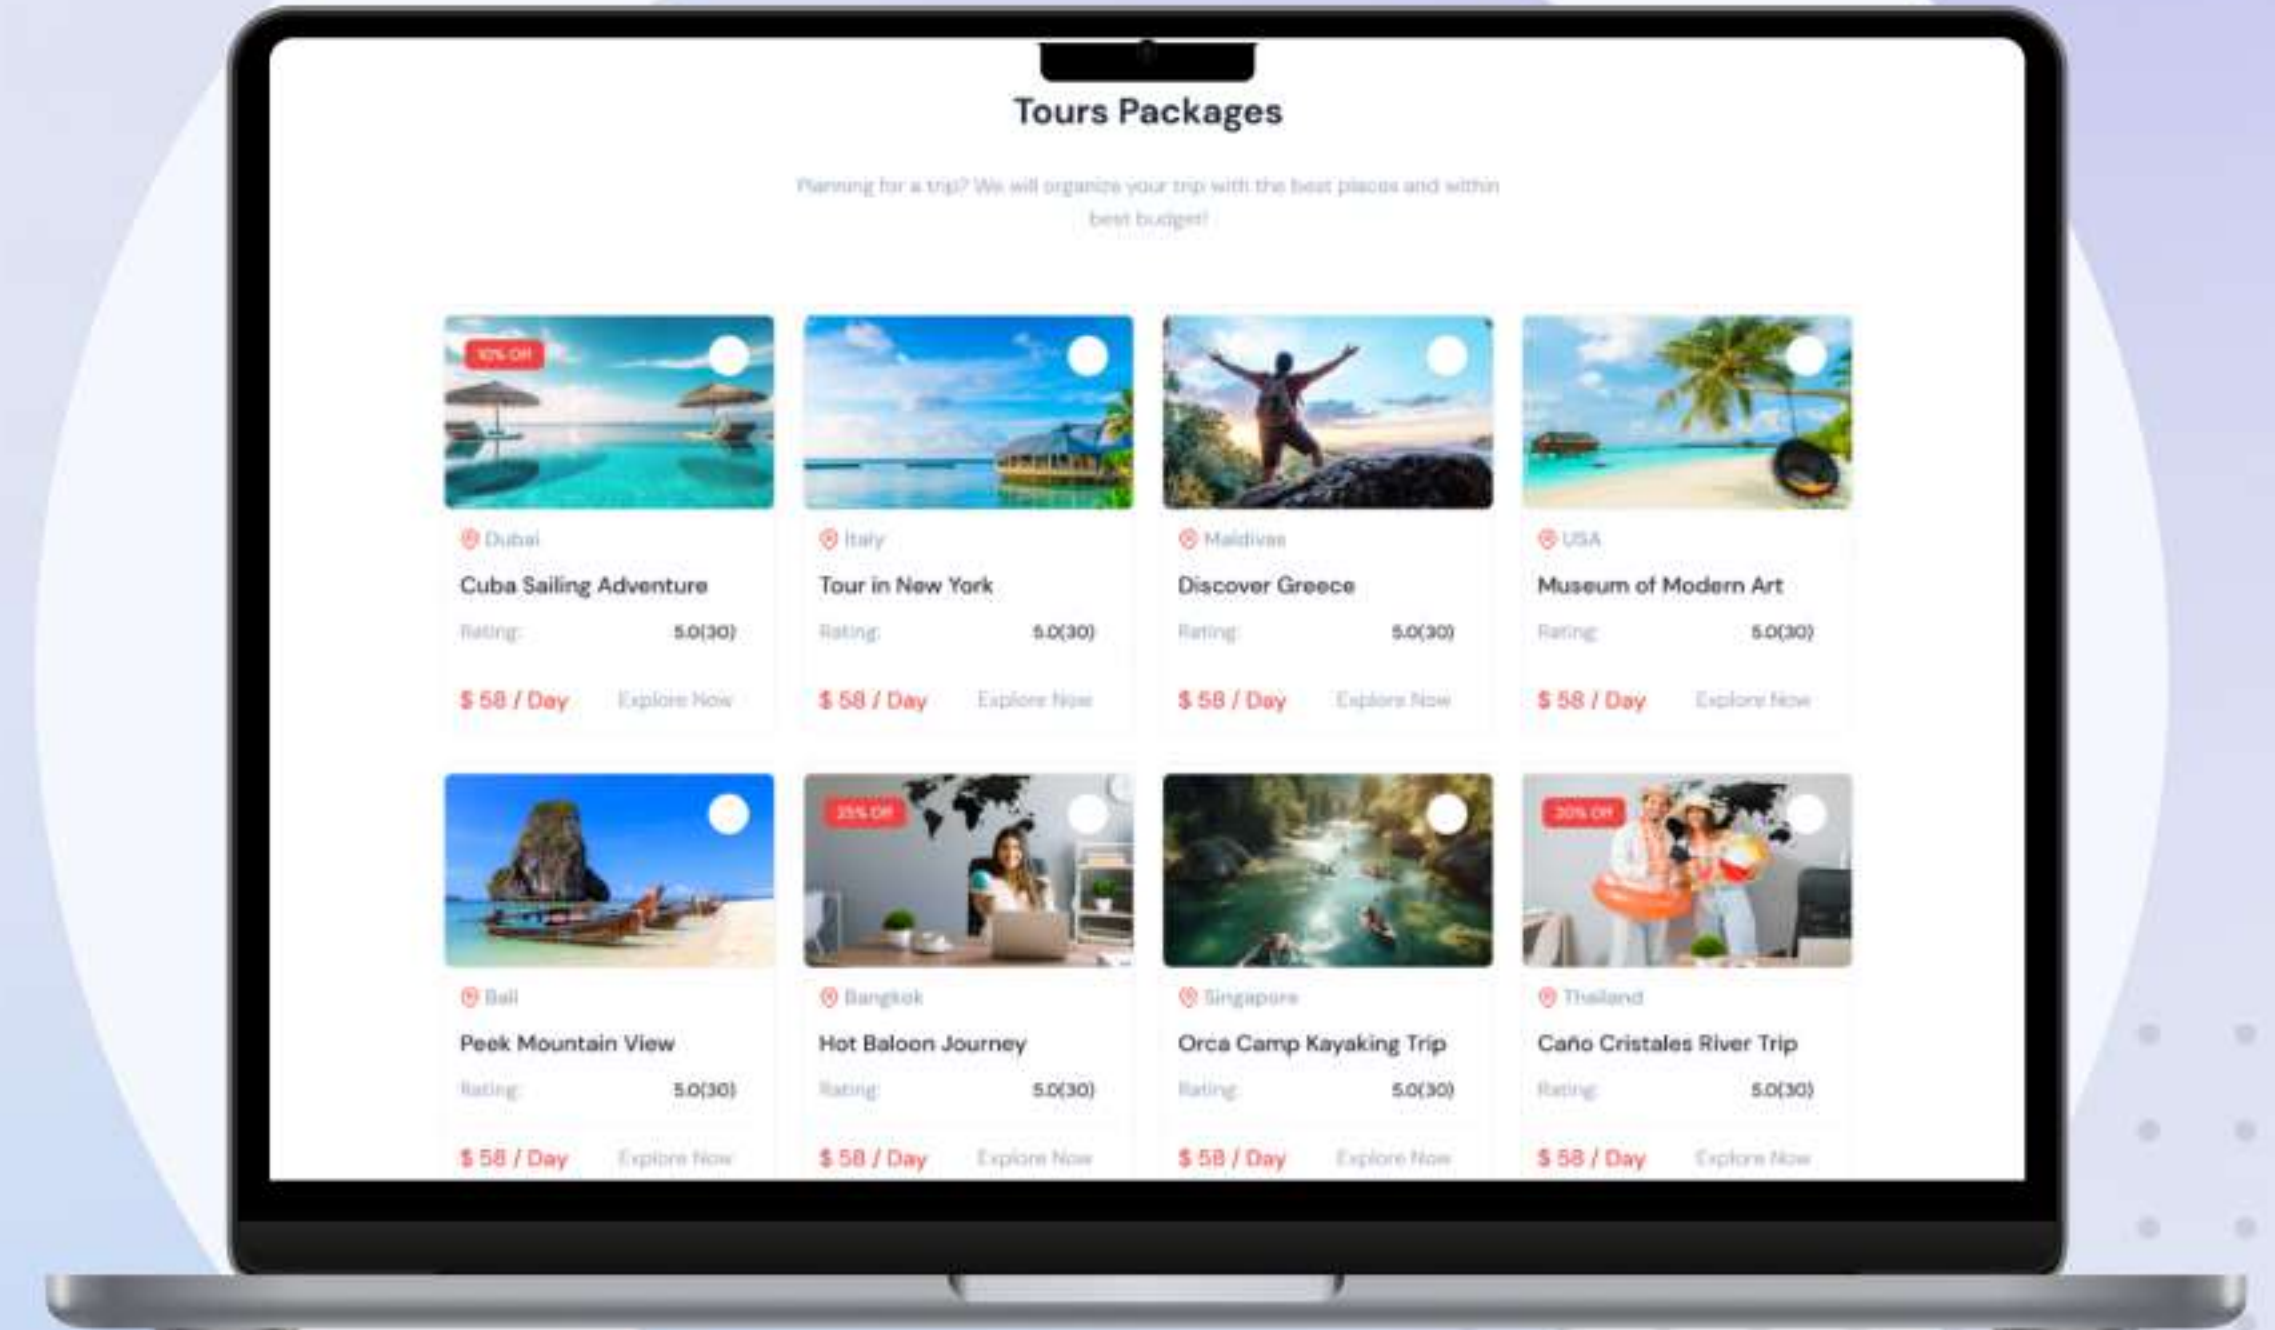 Tours Packages
Planning for a trip? We will organize your trip with the best places and within
best budget!
10% Off
Dubai
Italy
Maldives
USA
Cuba Sailing Adventure
Tour in New York
Discover Greece
Museum of Modern Art
Rating: 5.0(30)
Rating: 5.0(30)
Rating: 5.0(30)
Rating: 5.0(30)
$ 58 / Day Explore Now
$ 58 / Day Explore Now
$ 58 / Day Explore Now
$ 58 / Day Explore Now
25% Off
20% Off
Bali
Bangkok
Singapore
Thailand
Peek Mountain View
Hot Baloon Journey
Orca Camp Kayaking Trip
Caño Cristales River Trip
Rating: 5.0(30)
Rating: 5.0(30)
Rating: 5.0(30)
Rating: 5.0(30)
$ 58 / Day Explore Now
$ 58 / Day Explore Now
$ 58 / Day Explore Now
$ 58 / Day Explore Now